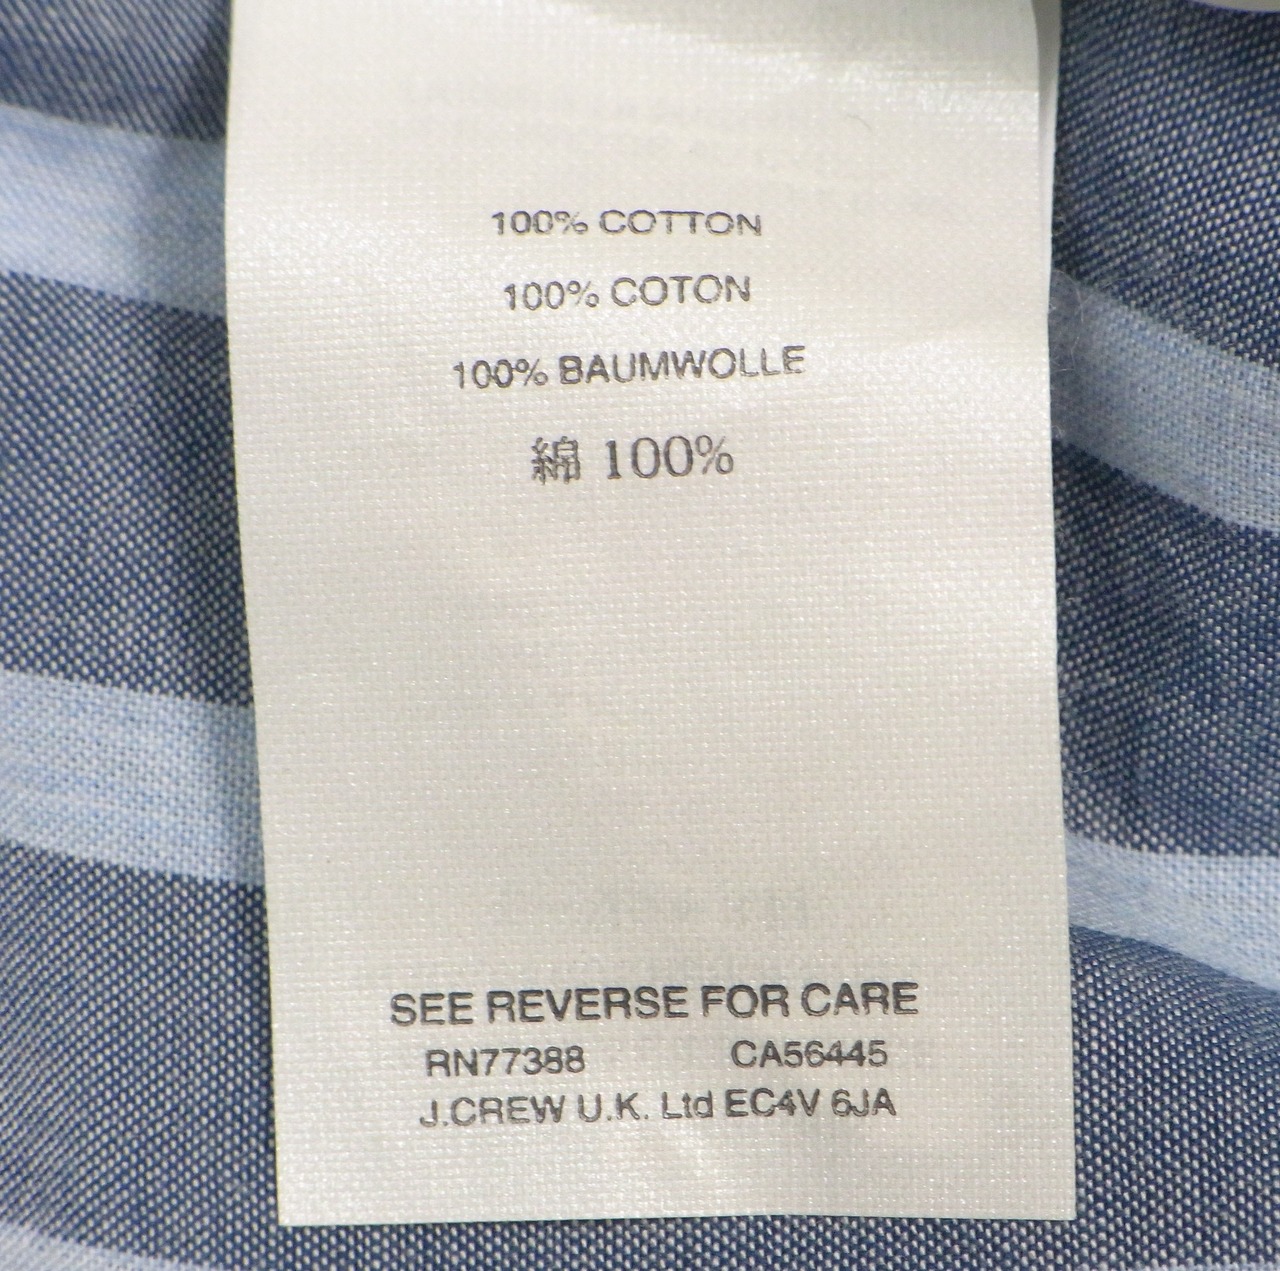 100% COTTON
100% COTON
100% BAUMWOLLE
綿 100%
SEE REVERSE FOR CARE
RN77388 CA56445
J.CREW U.K. Ltd EC4V 6JA